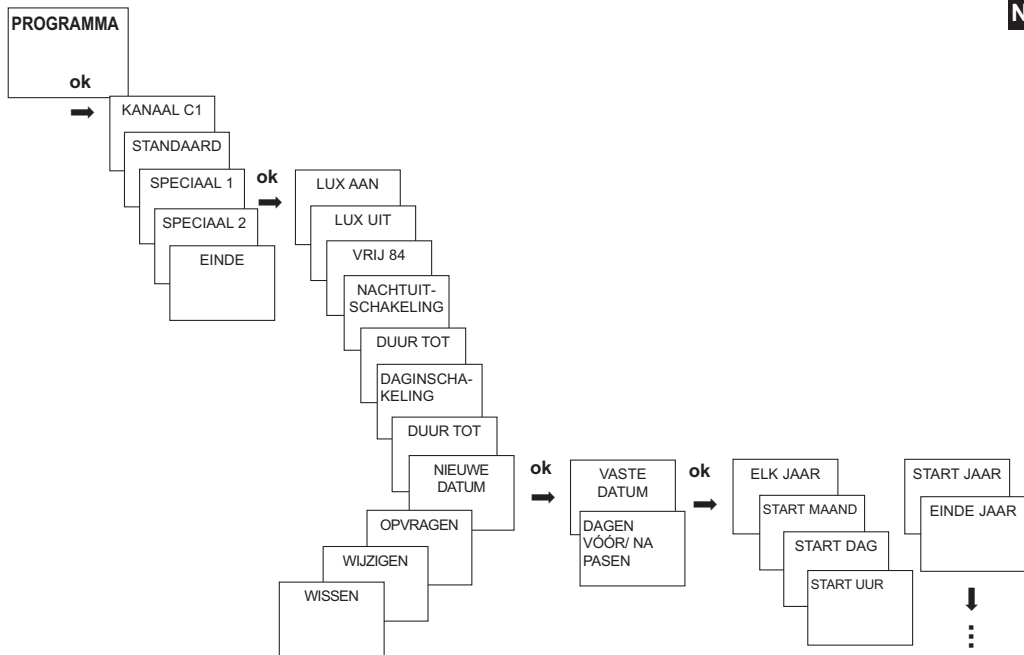 N
PROGRAMMA
ok
KANAAL C1
STANDAARD
SPECIAAL 1
SPECIAAL 2
EINDE
ok
LUX AAN
LUX UIT
VRIJ 84
NACHTUIT-
SCHAKELING
DUUR TOT
DAGINSCHA-
KELING
DUUR TOT
NIEUWE
DATUM
OPVRAGEN
WIJZIGEN
WISSEN
ok
VASTE
DATUM
DAGEN
VÓÓR/ NA
PASEN
ok
ELK JAAR
START MAAND
START DAG
START UUR
START JAAR
EINDE JAAR